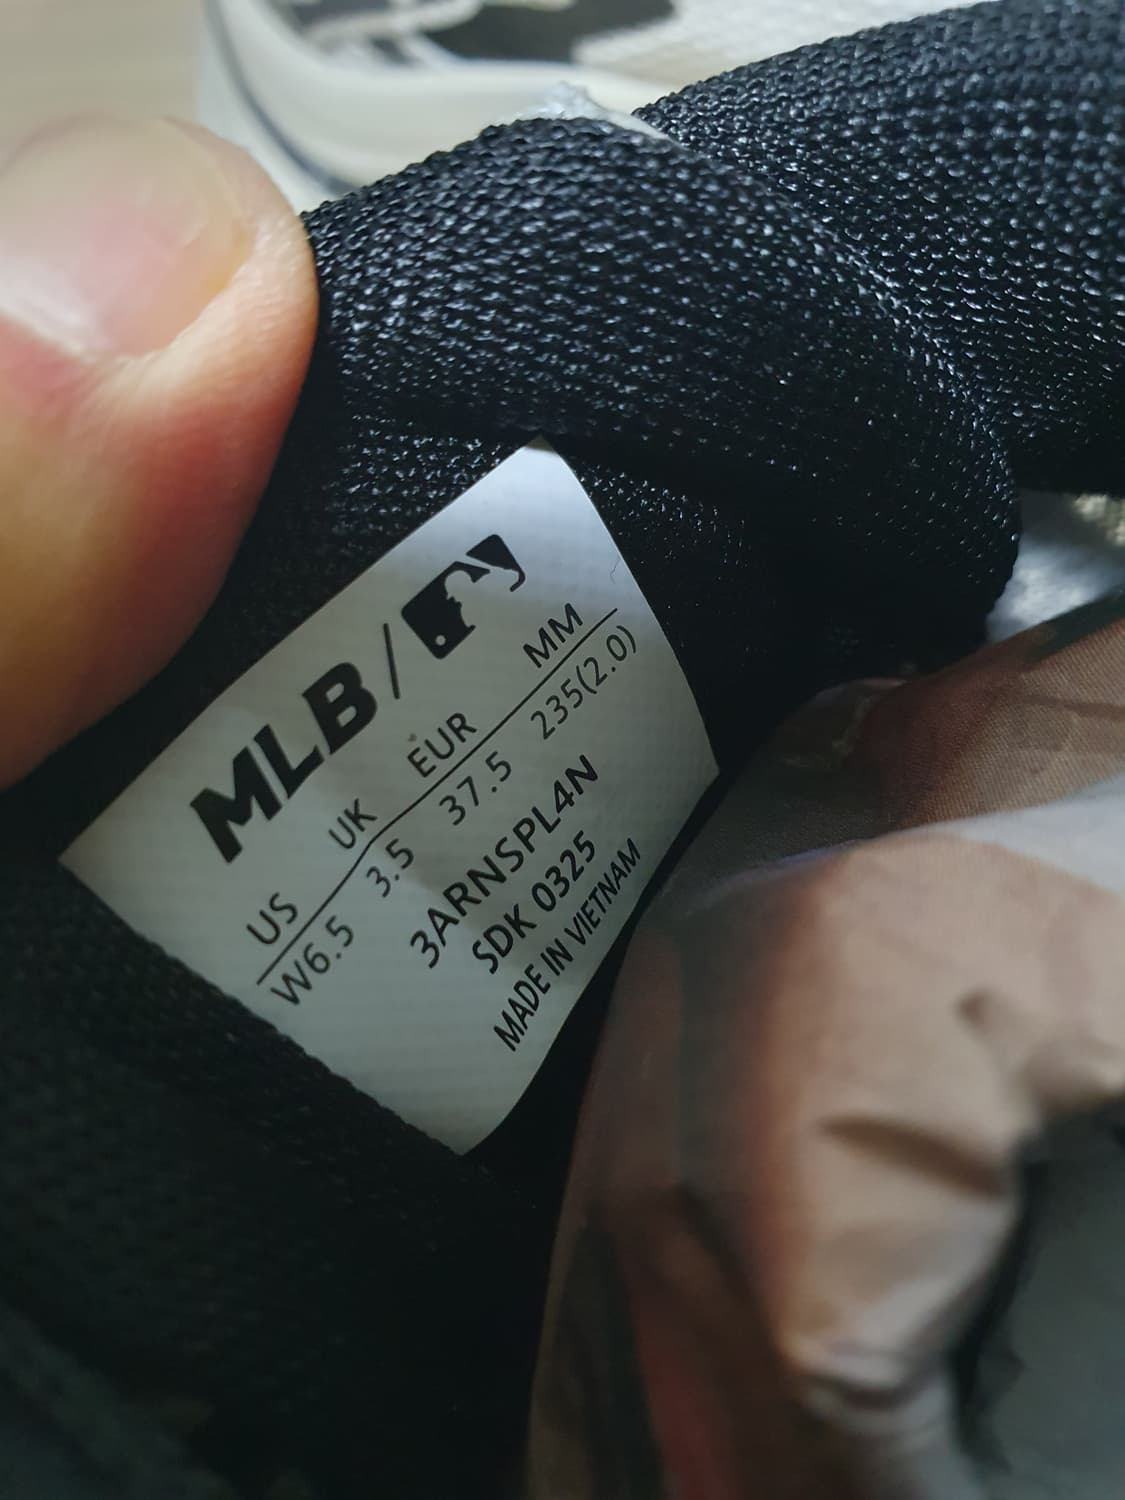 MLB/
US UK EUR MM
W6.5 3.5 37.5 235(2.0)
3ARNSPL4N
SDK 0325
MADE IN VIETNAM